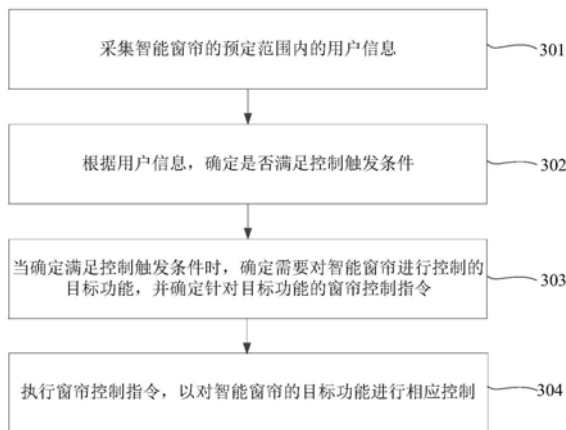 采集智能窗帘的预定范围内的用户信息
301
根据用户信息，确定是否满足控制触发条件
302
当确定满足控制触发条件时，确定需要对智能窗帘进行控制的
目标功能，并确定针对目标功能的窗帘控制指令
303
执行窗帘控制指令，以对智能窗帘的目标功能进行相应控制
304